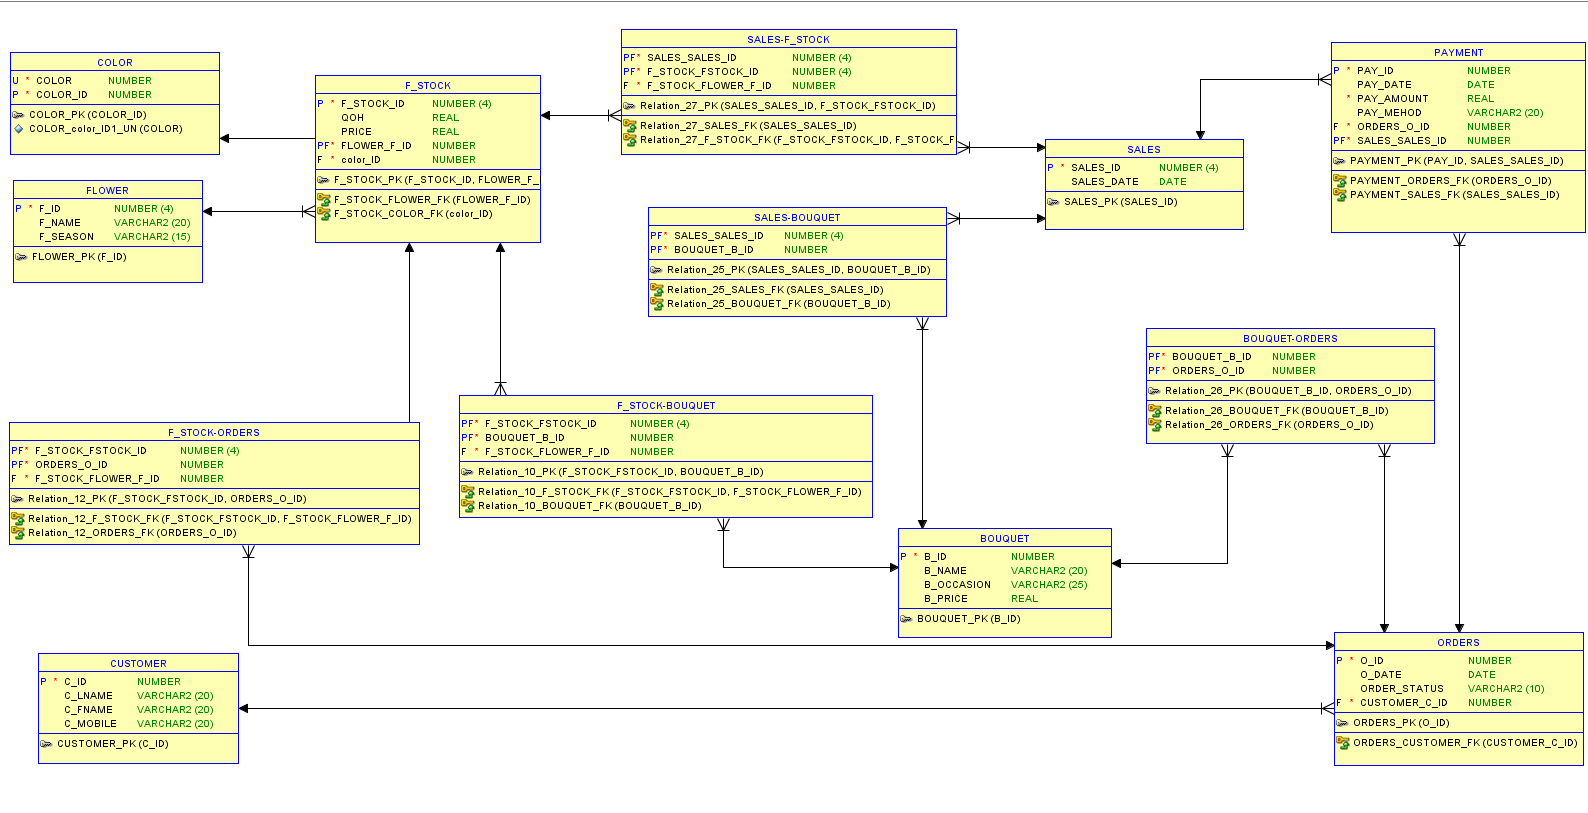 COLOR
U * COLOR NUMBER
P * COLOR_ID NUMBER
COLOR_PK (COLOR_ID)
COLOR_color_ID1_UN (COLOR)
FLOWER
P * F_ID NUMBER (4)
F_NAME VARCHAR2 (20)
F_SEASON VARCHAR2 (15)
FLOWER_PK (F_ID)
F_STOCK
P * F_STOCK_ID NUMBER (4)
QOH REAL
PRICE REAL
PF* FLOWER_F_ID NUMBER
F * color_ID NUMBER
F_STOCK_PK (F_STOCK_ID, FLOWER_F_
F_STOCK_FLOWER_FK (FLOWER_F_ID)
F_STOCK_COLOR_FK (color_ID)
SALES-F_STOCK
PF* SALES_SALES_ID NUMBER (4)
PF* F_STOCK_FSTOCK_ID NUMBER (4)
F * F_STOCK_FLOWER_F_ID NUMBER
Relation_27_PK (SALES_SALES_ID, F_STOCK_FSTOCK_ID)
Relation_27_SALES_FK (SALES_SALES_ID)
Relation_27_F_STOCK_FK (F_STOCK_FSTOCK_ID, F_STOCK_F
SALES
P * SALES_ID NUMBER (4)
SALES_DATE DATE
SALES_PK (SALES_ID)
PAYMENT
P * PAY_ID NUMBER
PAY_DATE DATE
* PAY_AMOUNT REAL
PAY_MEHOD VARCHAR2 (20)
F * ORDERS_O_ID NUMBER
PF* SALES_SALES_ID NUMBER
PAYMENT_PK (PAY_ID, SALES_SALES_ID)
PAYMENT_ORDERS_FK (ORDERS_O_ID)
PAYMENT_SALES_FK (SALES_SALES_ID)
SALES-BOUQUET
PF* SALES_SALES_ID NUMBER (4)
PF* BOUQUET_B_ID NUMBER
Relation_25_PK (SALES_SALES_ID, BOUQUET_B_ID)
Relation_25_SALES_FK (SALES_SALES_ID)
Relation_25_BOUQUET_FK (BOUQUET_B_ID)
BOUQUET-ORDERS
PF* BOUQUET_B_ID NUMBER
PF* ORDERS_O_ID NUMBER
Relation_26_PK (BOUQUET_B_ID, ORDERS_O_ID)
Relation_26_BOUQUET_FK (BOUQUET_B_ID)
Relation_26_ORDERS_FK (ORDERS_O_ID)
F_STOCK-ORDERS
PF* F_STOCK_FSTOCK_ID NUMBER (4)
PF* ORDERS_O_ID NUMBER
F * F_STOCK_FLOWER_F_ID NUMBER
Relation_12_PK (F_STOCK_FSTOCK_ID, ORDERS_O_ID)
Relation_12_F_STOCK_FK (F_STOCK_FSTOCK_ID, F_STOCK_FLOWER_F_ID)
Relation_12_ORDERS_FK (ORDERS_O_ID)
F_STOCK-BOUQUET
PF* F_STOCK_FSTOCK_ID NUMBER (4)
PF* BOUQUET_B_ID NUMBER
F * F_STOCK_FLOWER_F_ID NUMBER
Relation_10_PK (F_STOCK_FSTOCK_ID, BOUQUET_B_ID)
Relation_10_F_STOCK_FK (F_STOCK_FSTOCK_ID, F_STOCK_FLOWER_F_ID)
Relation_10_BOUQUET_FK (BOUQUET_B_ID)
BOUQUET
P * B_ID NUMBER
B_NAME VARCHAR2 (20)
B_OCCASION VARCHAR2 (25)
B_PRICE REAL
BOUQUET_PK (B_ID)
CUSTOMER
P * C_ID NUMBER
C_LNAME VARCHAR2 (20)
C_FNAME VARCHAR2 (20)
C_MOBILE VARCHAR2 (20)
CUSTOMER_PK (C_ID)
ORDERS
P * O_ID NUMBER
O_DATE DATE
ORDER_STATUS VARCHAR2 (10)
F * CUSTOMER_C_ID NUMBER
ORDERS_PK (O_ID)
ORDERS_CUSTOMER_FK (CUSTOMER_C_ID)